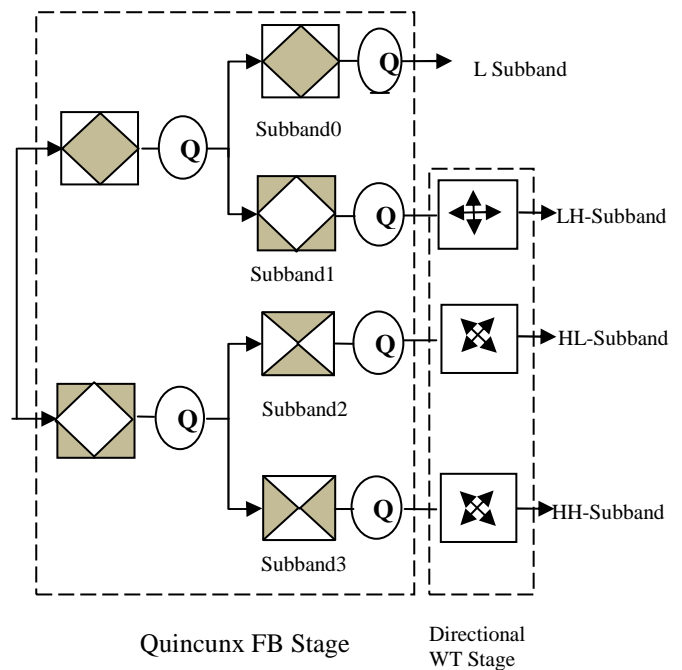 Q
L Subband
Subband0
Q
Q
LH-Subband
Subband1
Q
HL-Subband
Q
Subband2
Q
HH-Subband
Subband3
Quincunx FB Stage
Directional
WT Stage